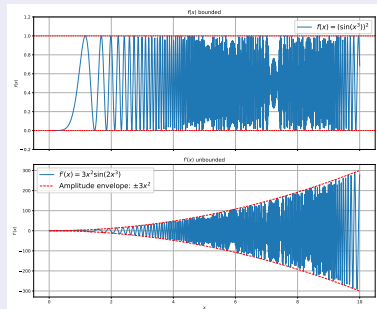 f(x) bounded
f(x) = (sin(x³))²
1.2
1.0
0.8
0.6
0.4
0.2
0.0
−0.2
f(x)
f'(x) unbounded
f'(x) = 3x²sin(2x³)
Amplitude envelope: ±3x²
300
200
100
0
−100
−200
−300
f'(x)
0 2 4 6 8 10
x